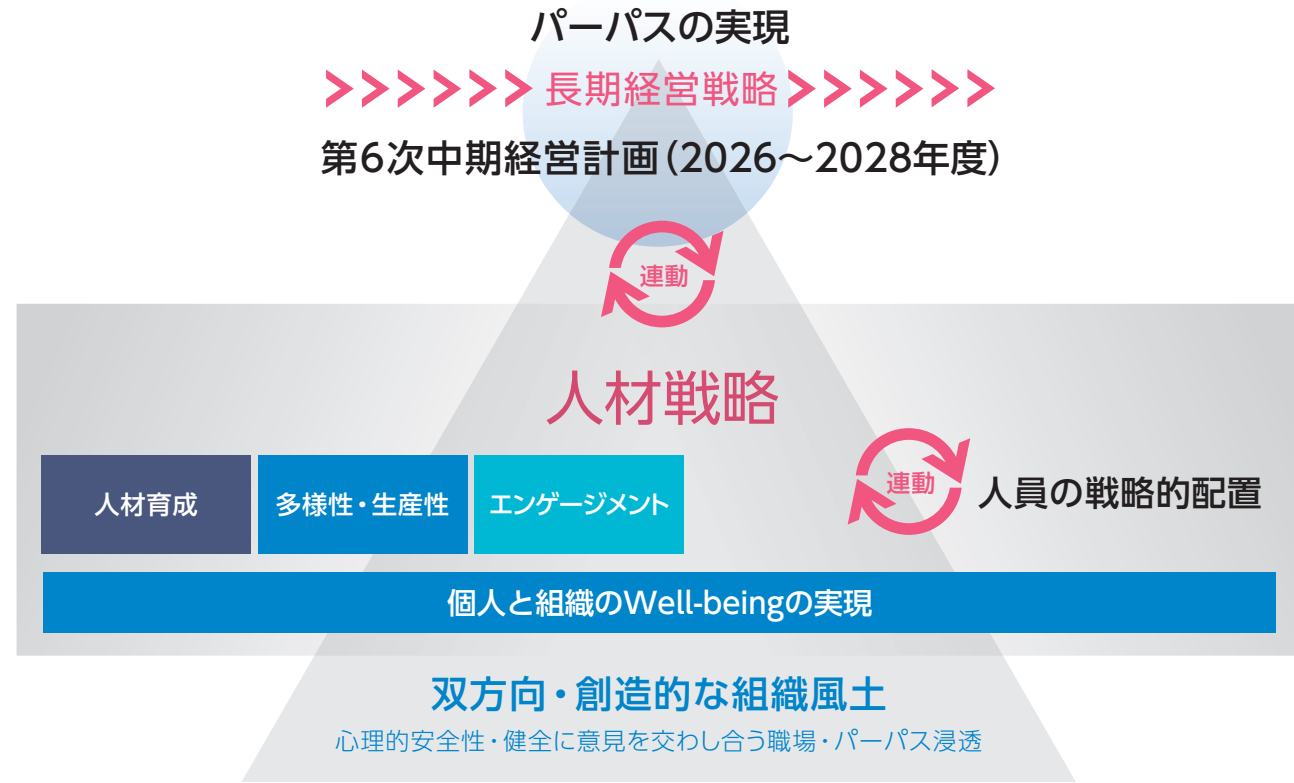 パーパスの実現
長期経営戦略
第6次中期経営計画（2026～2028年度）
連動
人材戦略
人材育成
多様性・生産性
エンゲージメント
連動
人員の戦略的配置
個人と組織のWell-beingの実現
双方向・創造的な組織風土
心理的安全性・健全に意見を交わし合う職場・パーパス浸透